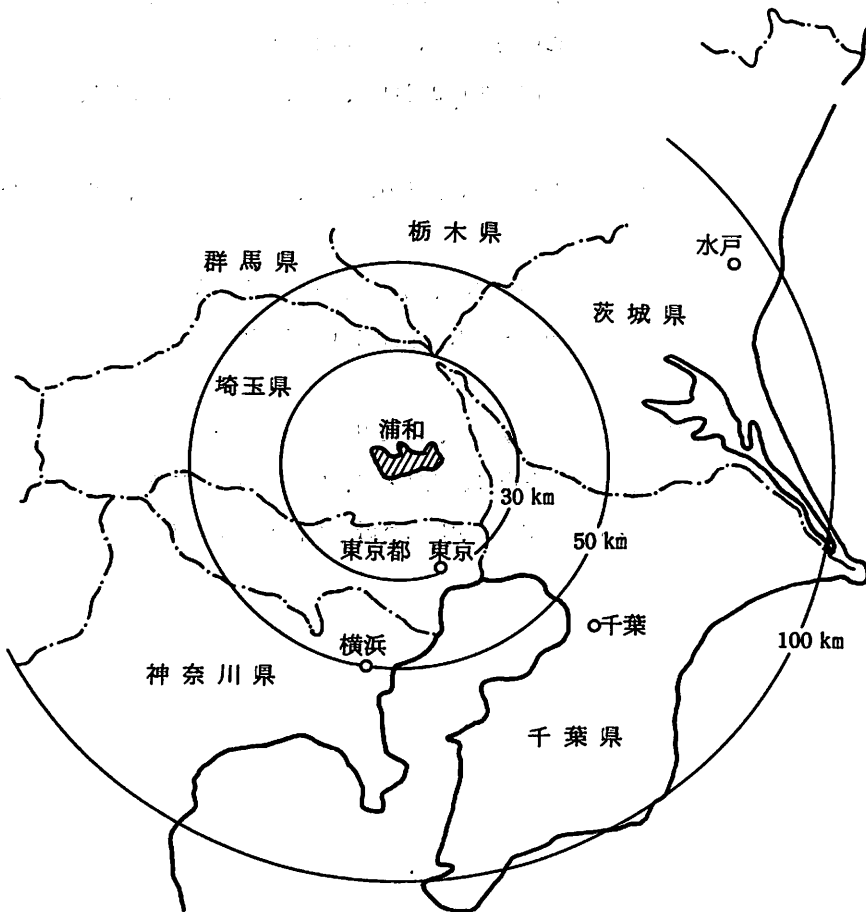 栃木県
群馬県
水戸
茨城県
埼玉県
浦和
30 km
50 km
東京都
東京
千葉
横浜
100 km
神奈川県
千葉県